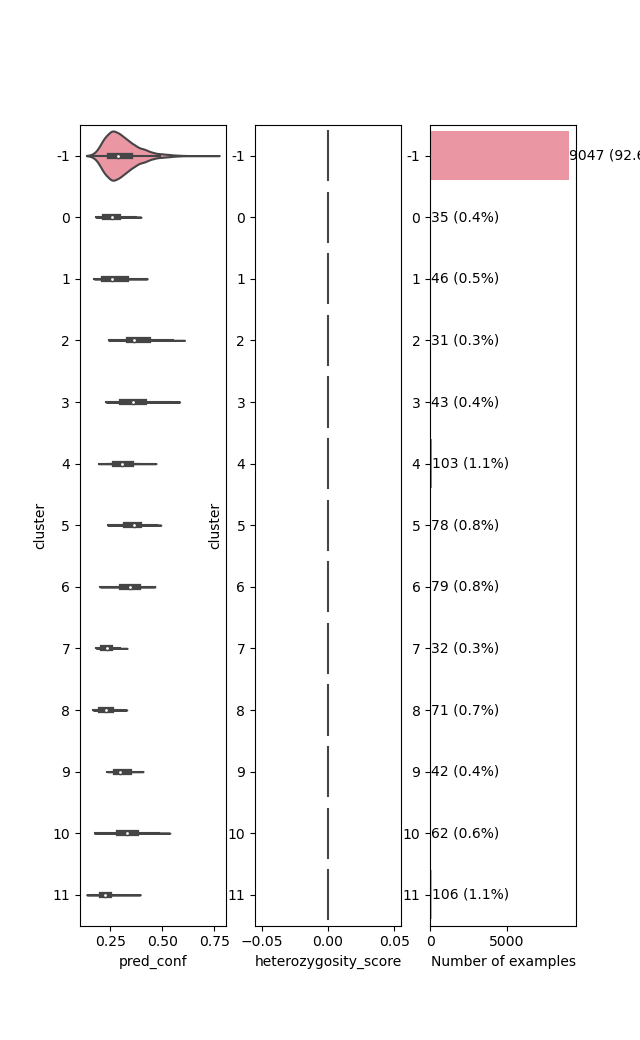 -1
0
1
2
3
4
5
6
7
8
9
10
11
cluster
0.25 0.50 0.75
pred_conf
-1
0
1
2
3
4
5
6
7
8
9
10
11
cluster
−0.05 0.00 0.05
heterozygosity_score
-1 9047 (92.6
0 35 (0.4%)
1 46 (0.5%)
2 31 (0.3%)
3 43 (0.4%)
4 103 (1.1%)
5 78 (0.8%)
6 79 (0.8%)
7 32 (0.3%)
8 71 (0.7%)
9 42 (0.4%)
10 62 (0.6%)
11 106 (1.1%)
0 5000
Number of examples